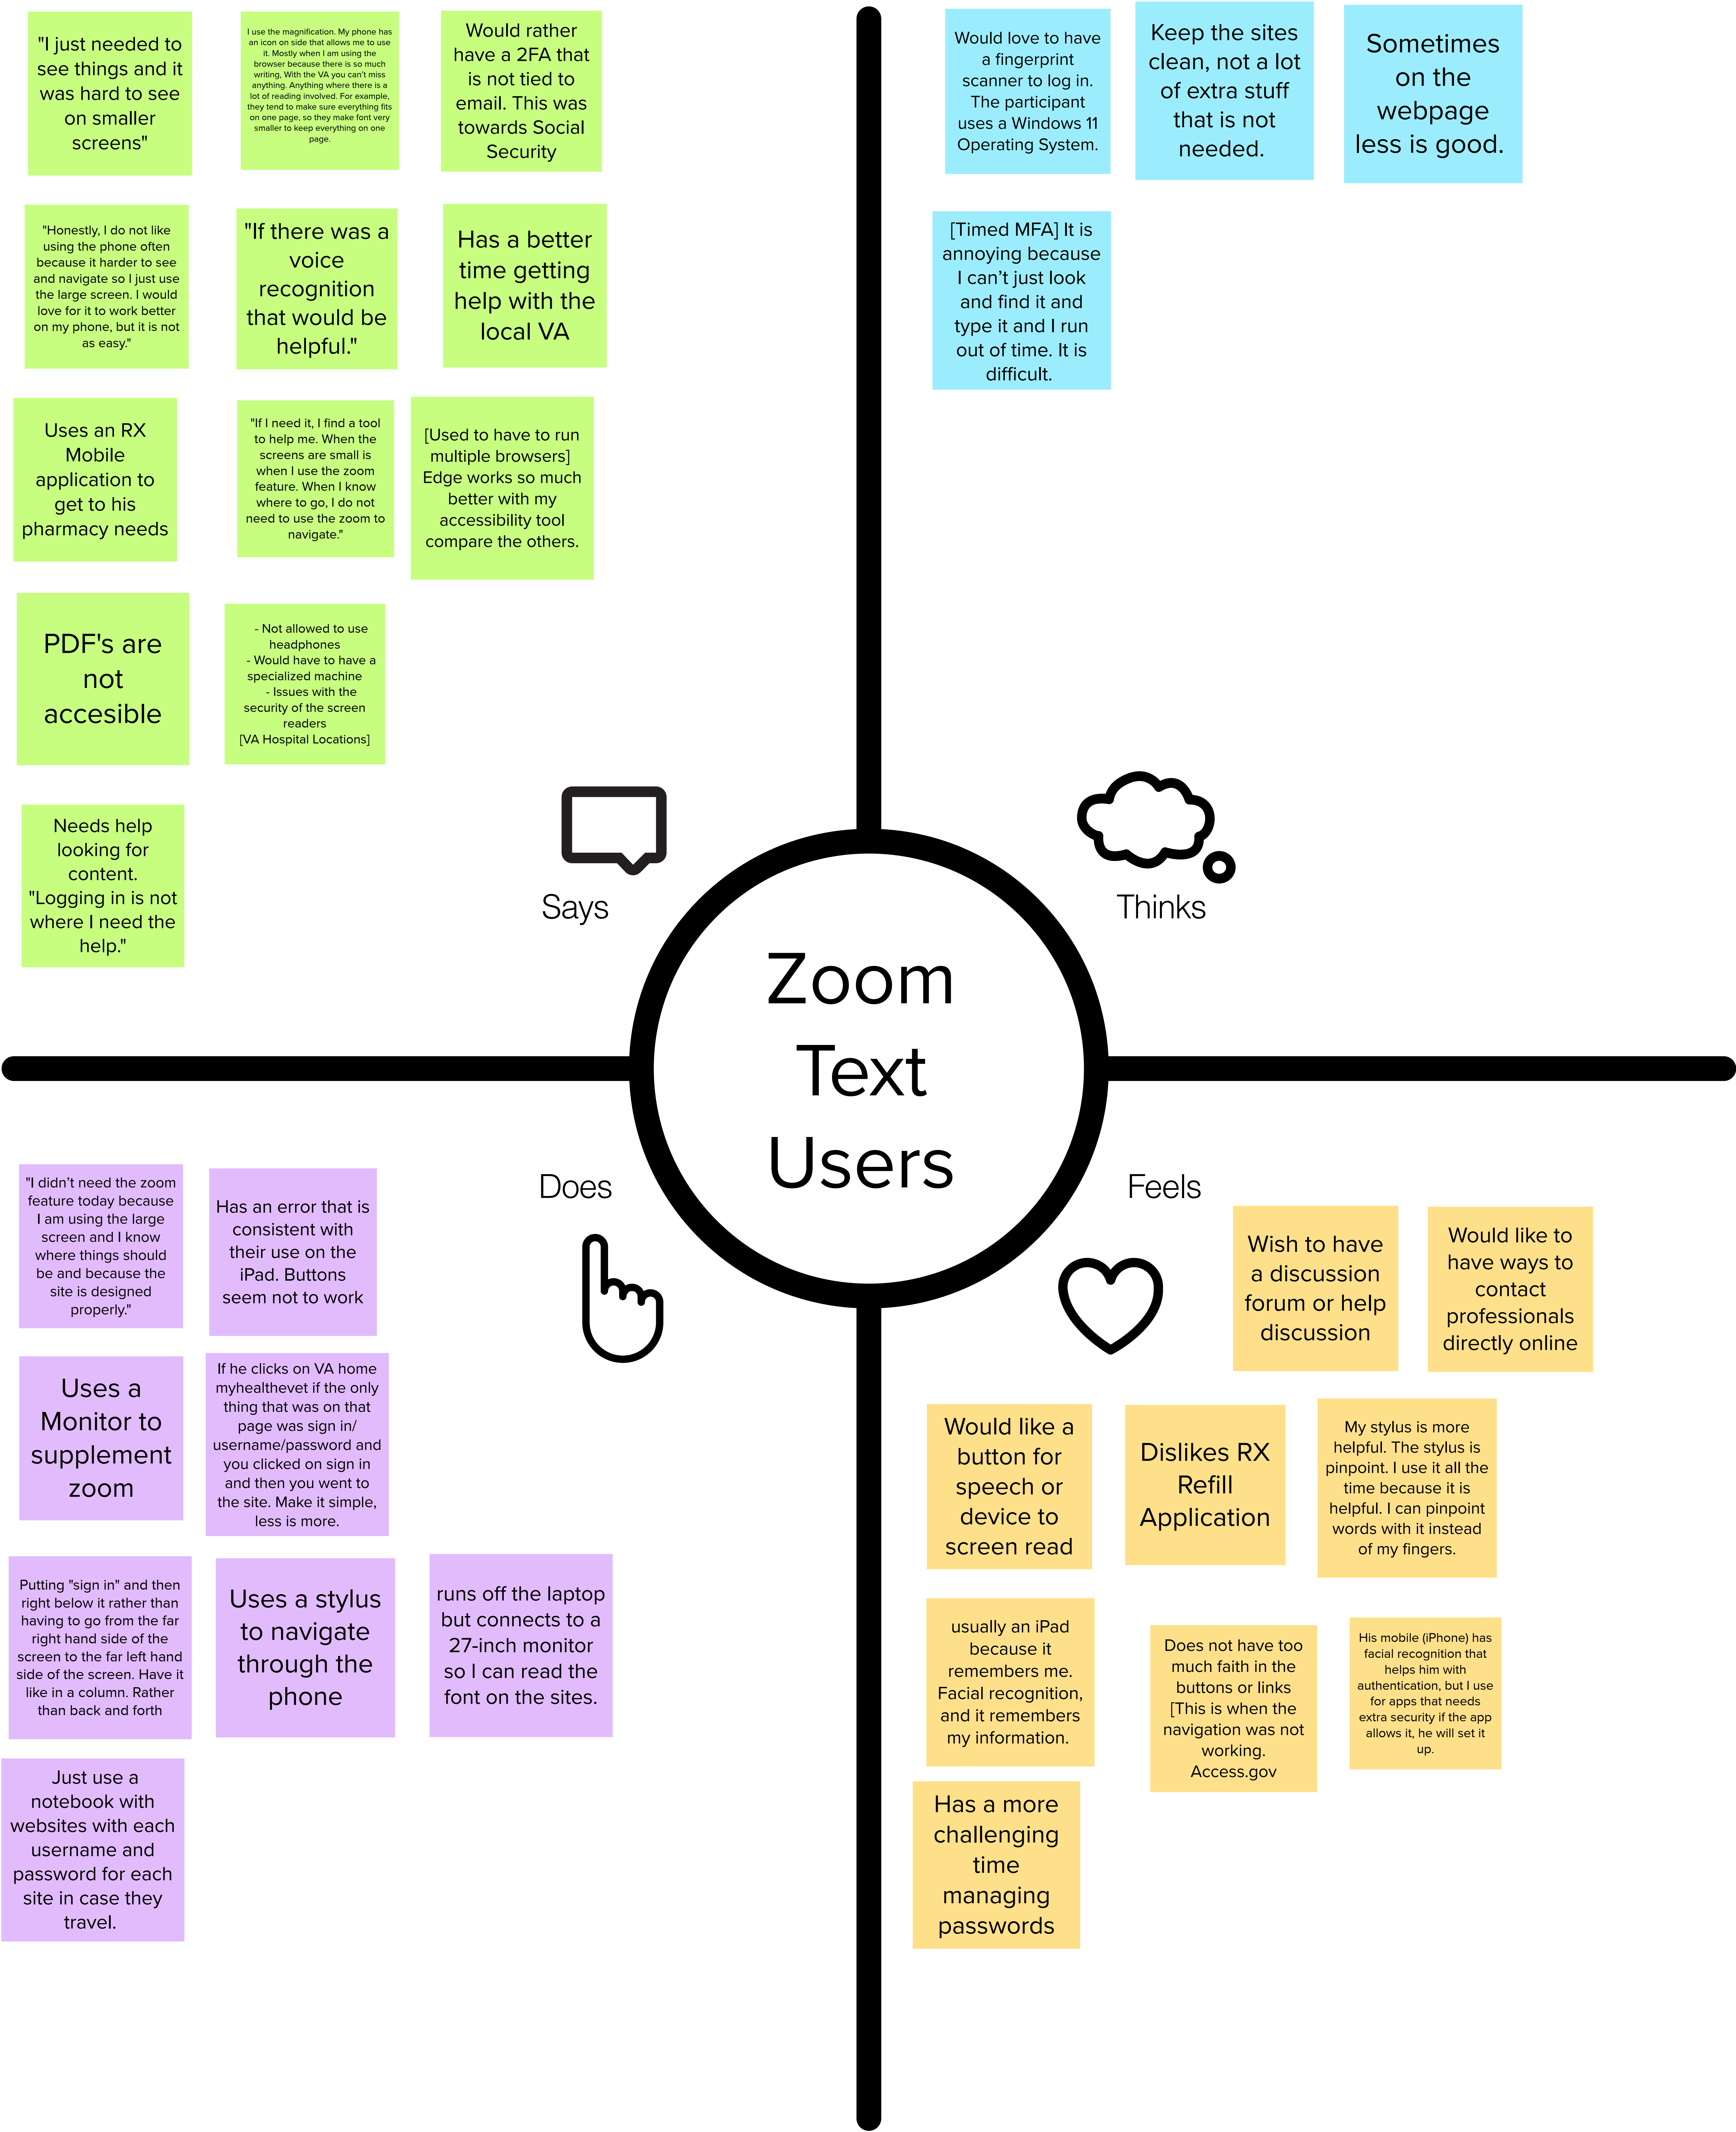 "I just needed to
see things and it
was hard to see
on smaller
screens"
I use the magnification. My phone has
an icon on side that allows me to use
it. Mostly when I am using the
browser because there is so much
writing, With the VA you can't miss
anything. Anything where there is a
lot of reading involved. For example,
they tend to make sure everything fits
on one page, so they make font very
smaller to keep everything on one
page.
Would rather
have a 2FA that
is not tied to
email. This was
towards Social
Security
"Honestly, I do not like
using the phone often
because it harder to see
and navigate so I just use
the large screen. I would
love for it to work better
on my phone, but it is not
as easy."
"If there was a
voice
recognition
that would be
helpful."
Has a better
time getting
help with the
local VA
Uses an RX
Mobile
application to
get to his
pharmacy needs
"If I need it, I find a tool
to help me. When the
screens are small is
when I use the zoom
feature. When I know
where to go, I do not
need to use the zoom to
navigate."
[Used to have to run
multiple browsers]
Edge works so much
better with my
accessibility tool
compare the others.
PDF's are
not
accesible
- Not allowed to use
headphones
- Would have to have a
specialized machine
- Issues with the
security of the screen
readers
[VA Hospital Locations]
Needs help
looking for
content.
"Logging in is not
where I need the
help."
Says
Would love to have
a fingerprint
scanner to log in.
The participant
uses a Windows 11
Operating System.
Keep the sites
clean, not a lot
of extra stuff
that is not
needed.
Sometimes
on the
webpage
less is good.
[Timed MFA] It is
annoying because
I can't just look
and find it and
type it and I run
out of time. It is
difficult.
Thinks
Zoom
Text
Users
Does
"I didn't need the zoom
feature today because
I am using the large
screen and I know
where things should
be and because the
site is designed
properly."
Has an error that is
consistent with
their use on the
iPad. Buttons
seem not to work
Uses a
Monitor to
supplement
zoom
If he clicks on VA home
myhealthevet if the only
thing that was on that
page was sign in/
username/password and
you clicked on sign in
and then you went to
the site. Make it simple,
less is more.
Putting "sign in" and then
right below it rather than
having to go from the far
right hand side of the
screen to the far left hand
side of the screen. Have it
like in a column. Rather
than back and forth
Uses a stylus
to navigate
through the
phone
runs off the laptop
but connects to a
27-inch monitor
so I can read the
font on the sites.
Just use a
notebook with
websites with each
username and
password for each
site in case they
travel.
Feels
Wish to have
a discussion
forum or help
discussion
Would like to
have ways to
contact
professionals
directly online
Would like a
button for
speech or
device to
screen read
Dislikes RX
Refill
Application
My stylus is more
helpful. The stylus is
pinpoint. I use it all the
time because it is
helpful. I can pinpoint
words with it instead
of my fingers.
usually an iPad
because it
remembers me.
Facial recognition,
and it remembers
my information.
Does not have too
much faith in the
buttons or links
[This is when the
navigation was not
working.
Access.gov
His mobile (iPhone) has
facial recognition that
helps him with
authentication, but I use
for apps that needs
extra security if the app
allows it, he will set it
up.
Has a more
challenging
time
managing
passwords